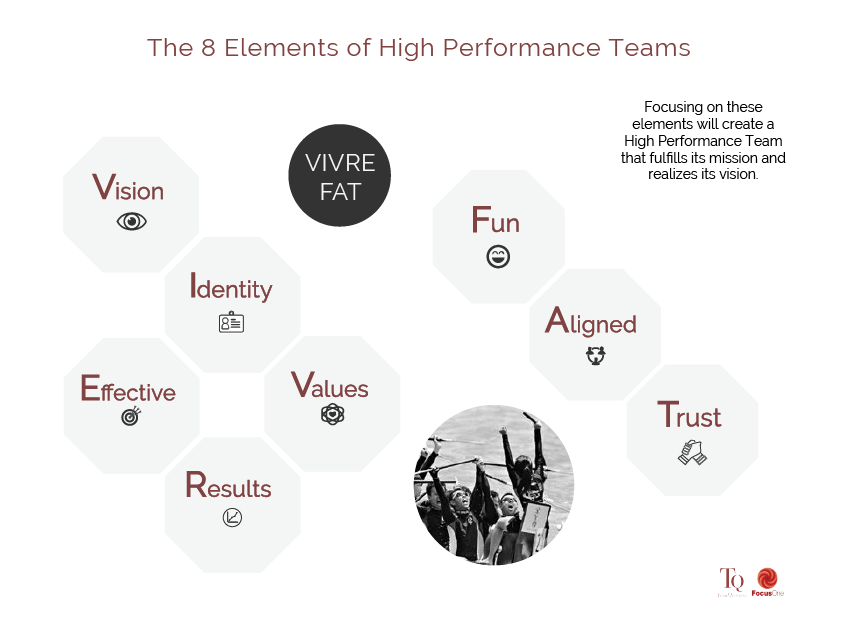 The 8 Elements of High Performance Teams
Focusing on these
elements will create a
High Performance Team
that fulfills its mission and
realizes its vision.
VIVRE
FAT
Vision
Identity
Effective
Values
Results
Fun
Aligned
Trust
TQ
FocusOne